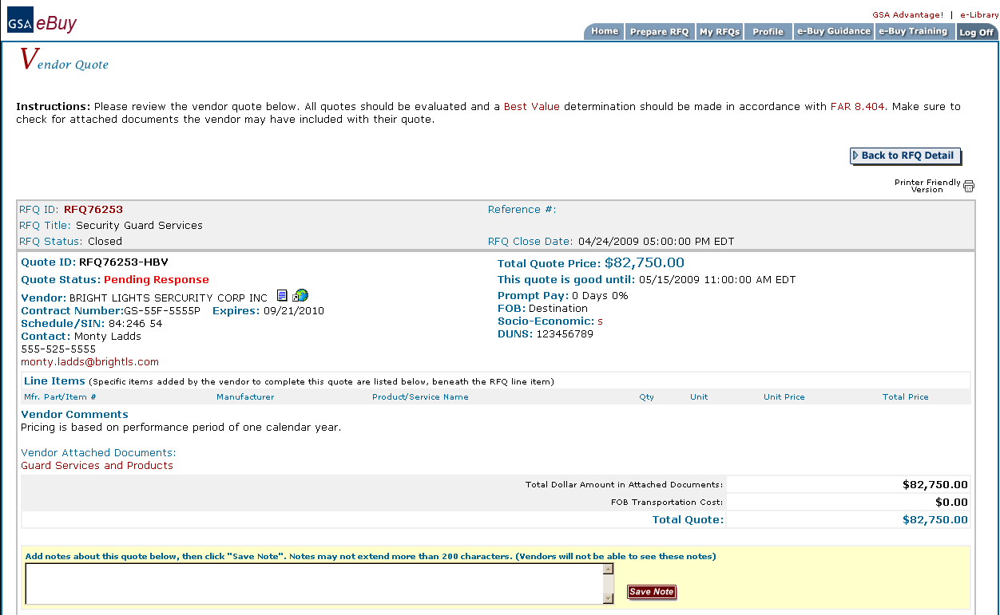 GSA eBuy
GSA Advantage! | e-Library
Home Prepare RFQ My RFQs Profile e-Buy Guidance e-Buy Training Log Off
Vendor Quote
Instructions: Please review the vendor quote below. All quotes should be evaluated and a Best Value determination should be made in accordance with FAR 8.404. Make sure to
check for attached documents the vendor may have included with their quote.
Back to RFQ Detail
Printer Friendly
Version
RFQ ID: RFQ76253 Reference #:
RFQ Title: Security Guard Services
RFQ Status: Closed RFQ Close Date: 04/24/2009 05:00:00 PM EDT
Quote ID: RFQ76253-HBV Total Quote Price: $82,750.00
Quote Status: Pending Response This quote is good until: 05/15/2009 11:00:00 AM EDT
Vendor: BRIGHT LIGHTS SERCURITY CORP INC Prompt Pay: 0 Days 0%
Contract Number:GS-55F-5555P Expires: 09/21/2010 FOB: Destination
Schedule/SIN: 84:246 54 Socio-Economic: s
Contact: Monty Ladds DUNS: 123456789
555-525-5555
monty.ladds@brightls.com
Line Items (Specific items added by the vendor to complete this quote are listed below, beneath the RFQ line item)
Mfr. Part/Item # Manufacturer Product/Service Name Qty Unit Unit Price Total Price
Vendor Comments
Pricing is based on performance period of one calendar year.
Vendor Attached Documents:
Guard Services and Products
Total Dollar Amount in Attached Documents: $82,750.00
FOB Transportation Cost: $0.00
Total Quote: $82,750.00
Add notes about this quote below, then click "Save Note". Notes may not extend more than 200 characters. (Vendors will not be able to see these notes)
Save Note